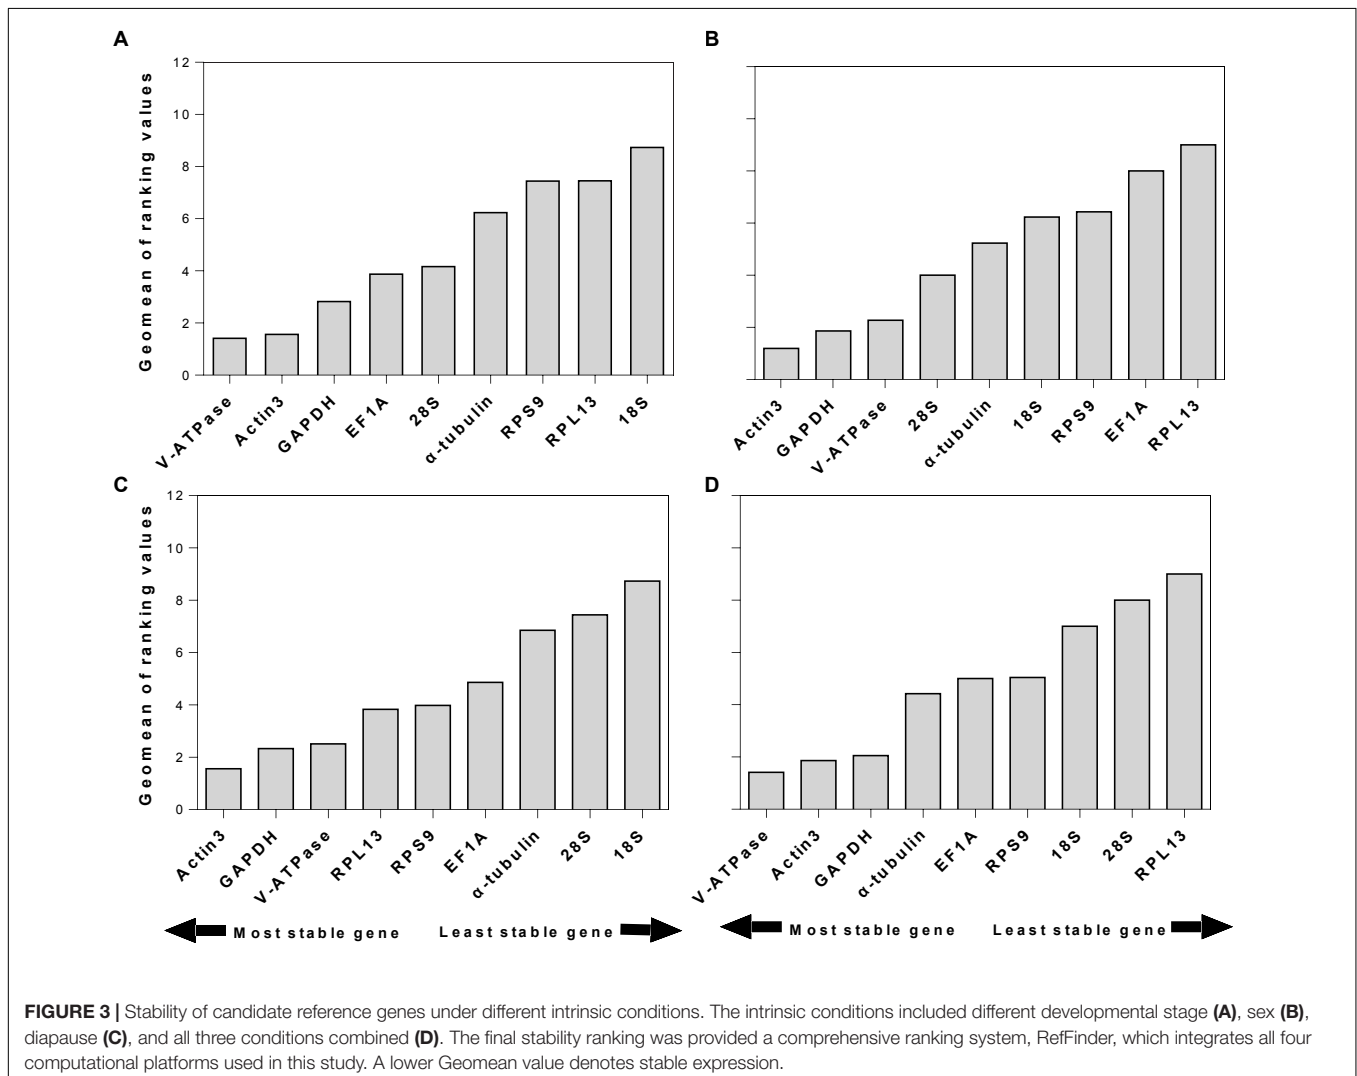 A
B
Geomean of ranking values
12
10
8
6
4
2
0
V-ATPase
Actin3
GAPDH
EF1A
28S
α-tubulin
RPS9
RPL13
18S
Actin3
GAPDH
V-ATPase
28S
α-tubulin
18S
RPS9
EF1A
RPL13
C
D
Geomean of ranking values
12
10
8
6
4
2
0
Actin3
GAPDH
V-ATPase
RPL13
RPS9
EF1A
α-tubulin
28S
18S
V-ATPase
Actin3
GAPDH
α-tubulin
EF1A
RPS9
18S
28S
RPL13
Most stable gene
Least stable gene
Most stable gene
Least stable gene
FIGURE 3 | Stability of candidate reference genes under different intrinsic conditions. The intrinsic conditions included different developmental stage (A), sex (B),
diapause (C), and all three conditions combined (D). The final stability ranking was provided a comprehensive ranking system, RefFinder, which integrates all four
computational platforms used in this study. A lower Geomean value denotes stable expression.